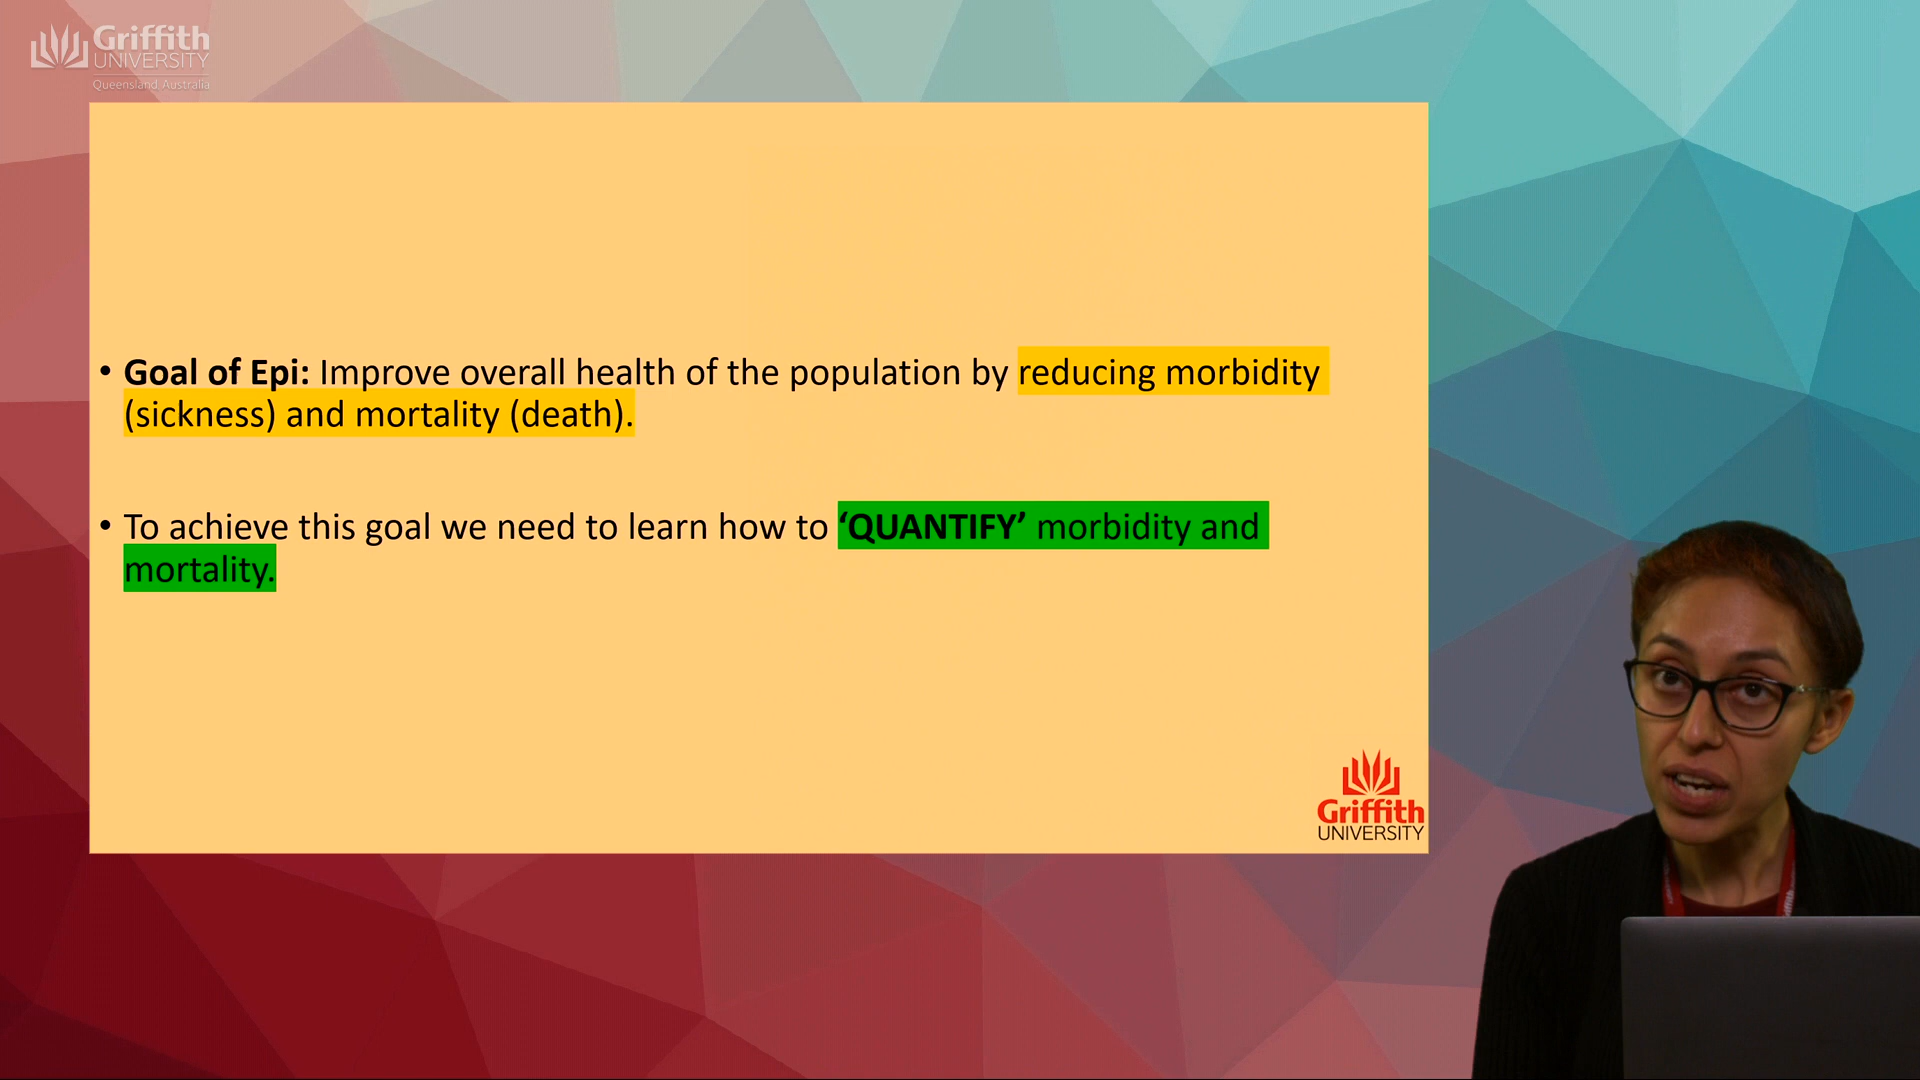 Griffith
UNIVERSITY
Queensland Australia
• Goal of Epi: Improve overall health of the population by reducing morbidity
(sickness) and mortality (death).
• To achieve this goal we need to learn how to ‘QUANTIFY’ morbidity and
mortality.
Griffith
UNIVERSITY